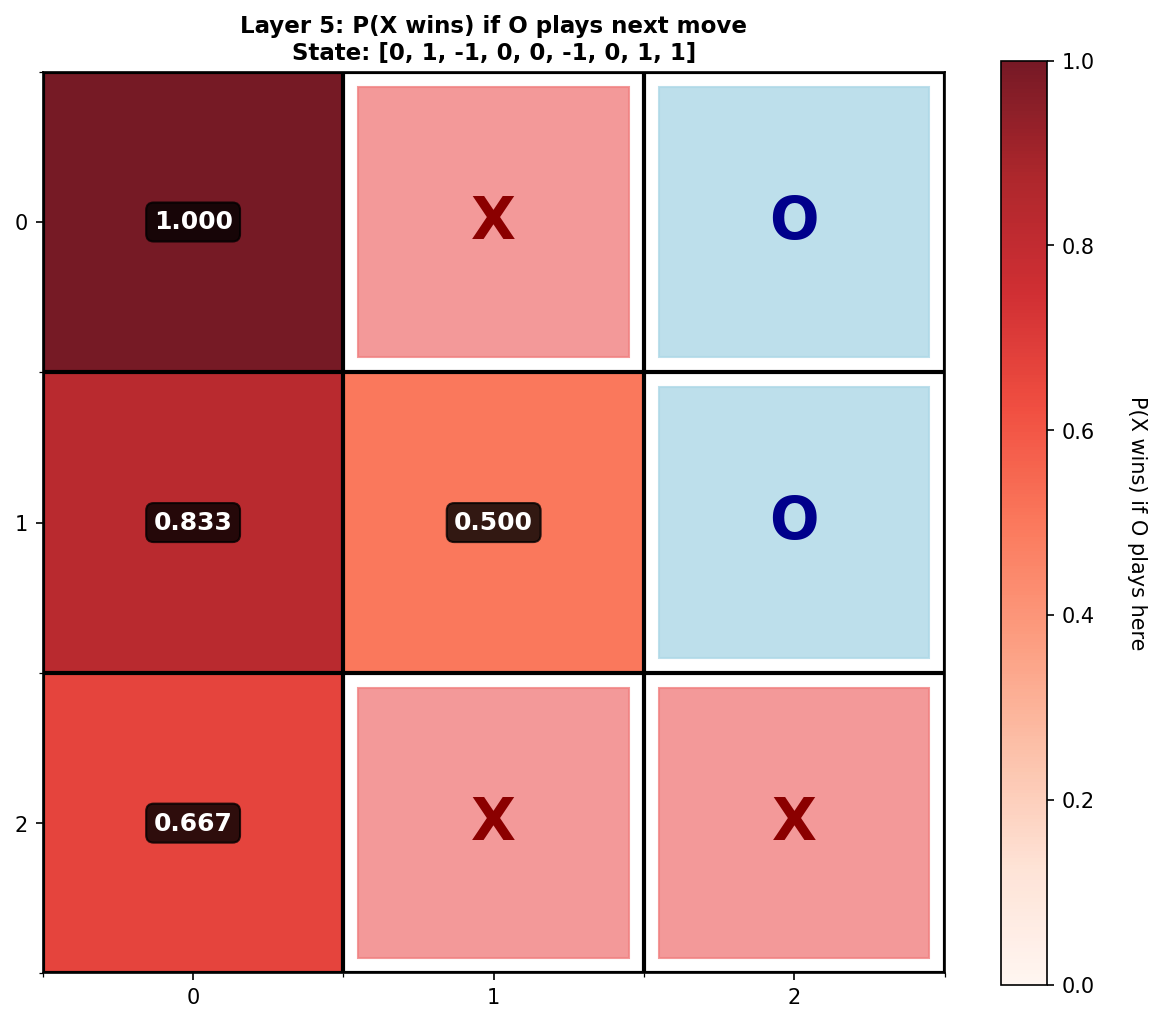 Layer 5: P(X wins) if O plays next move
State: [0, 1, -1, 0, 0, -1, 0, 1, 1]
0
1.000
X
O
1
0.833
0.500
O
2
0.667
X
X
0
1
2
1.0
0.8
0.6
0.4
0.2
0.0
P(X wins) if O plays here